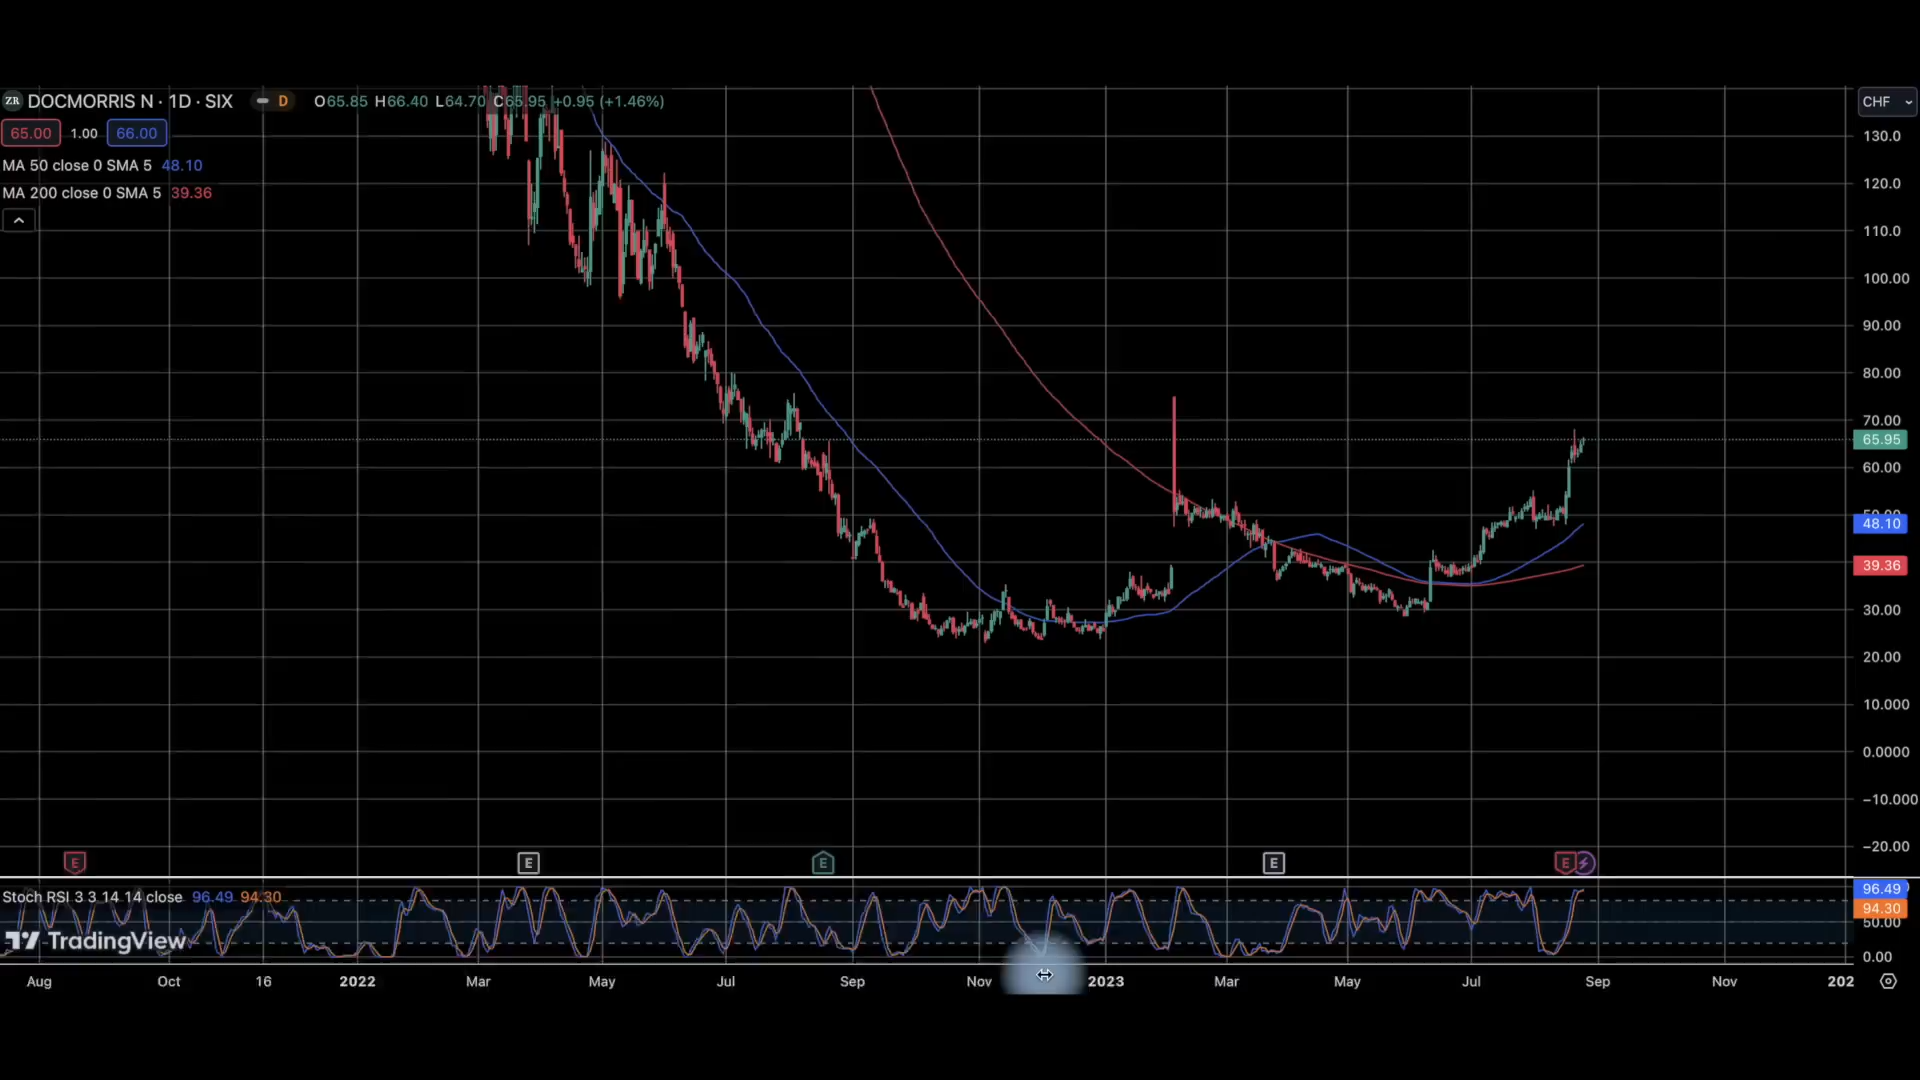 ZR DOCMORRIS N · 1D · SIX D O65.85 H66.40 L64.70 C65.95 +0.95 (+1.46%)
CHF
65.00 1.00 66.00
MA 50 close 0 SMA 5 48.10
MA 200 close 0 SMA 5 39.36
130.0
120.0
110.0
100.00
90.00
80.00
70.00
65.95
60.00
50.00
48.10
39.36
30.00
20.00
10.000
0.0000
−10.000
−20.00
E E E E E
Stoch RSI 3 3 14 14 close 96.49 94.30
96.49
94.30
50.00
0.00
TradingView
Aug Oct 16 2022 Mar May Jul Sep Nov 2023 Mar May Jul Sep Nov 202